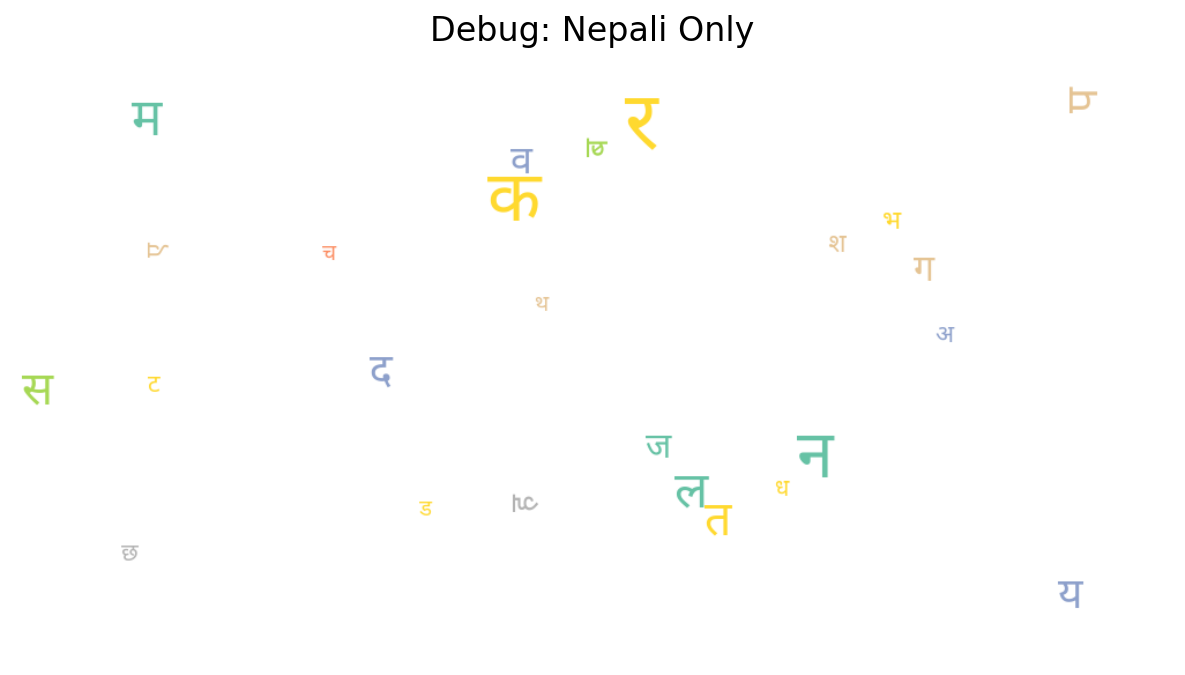 Debug: Nepali Only
म
र
प
व
ब
क
भ
श
ए
च
ग
थ
अ
द
स
ट
ज
न
ल
ध
ह
ड
त
छ
य